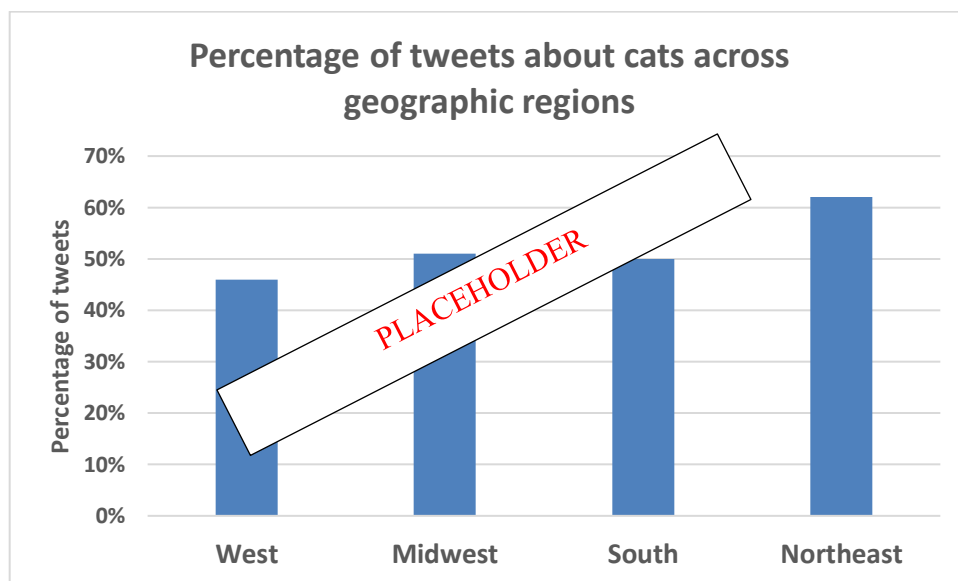 Percentage of tweets about cats across
geographic regions
70%
60%
50%
40%
30%
20%
10%
0%
Percentage of tweets
PLACEHOLDER
West Midwest South Northeast